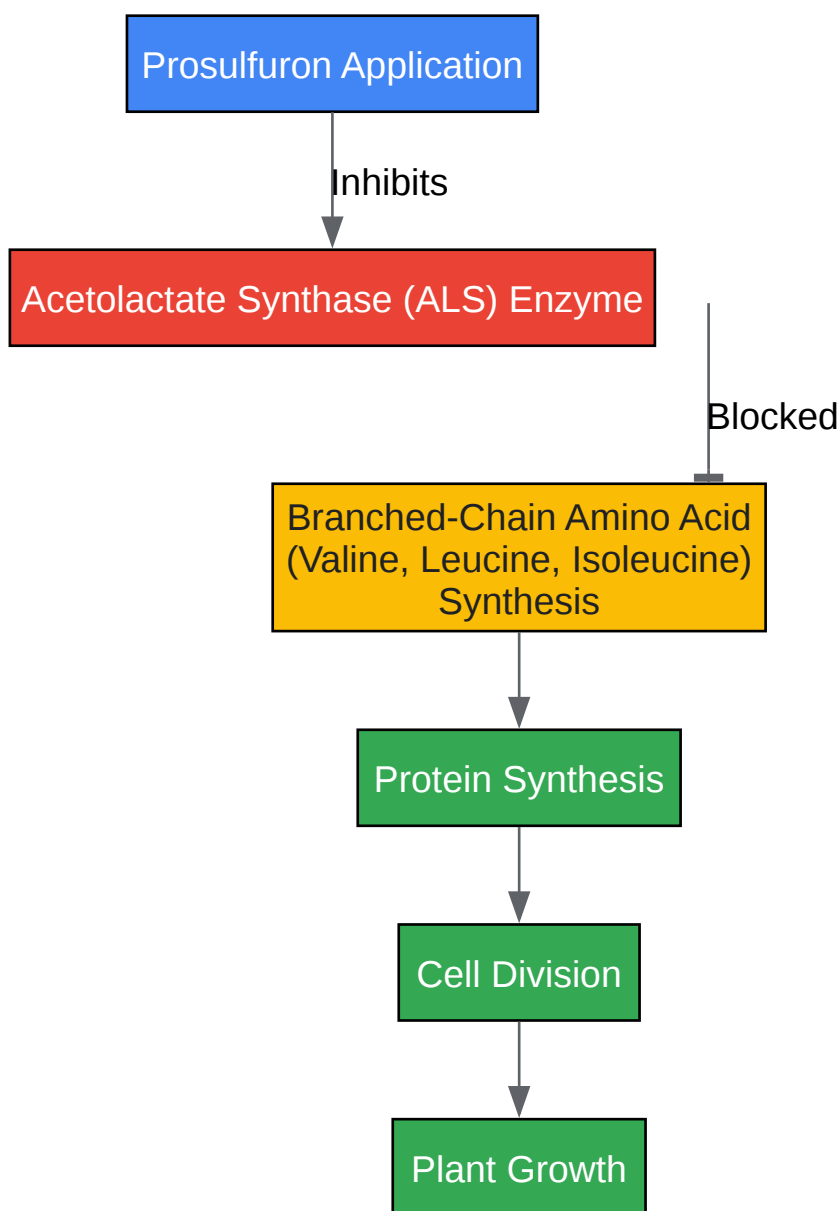 Prosulfuron Application
Inhibits
Acetolactate Synthase (ALS) Enzyme
Blocked
Branched-Chain Amino Acid
(Valine, Leucine, Isoleucine)
Synthesis
Protein Synthesis
Cell Division
Plant Growth